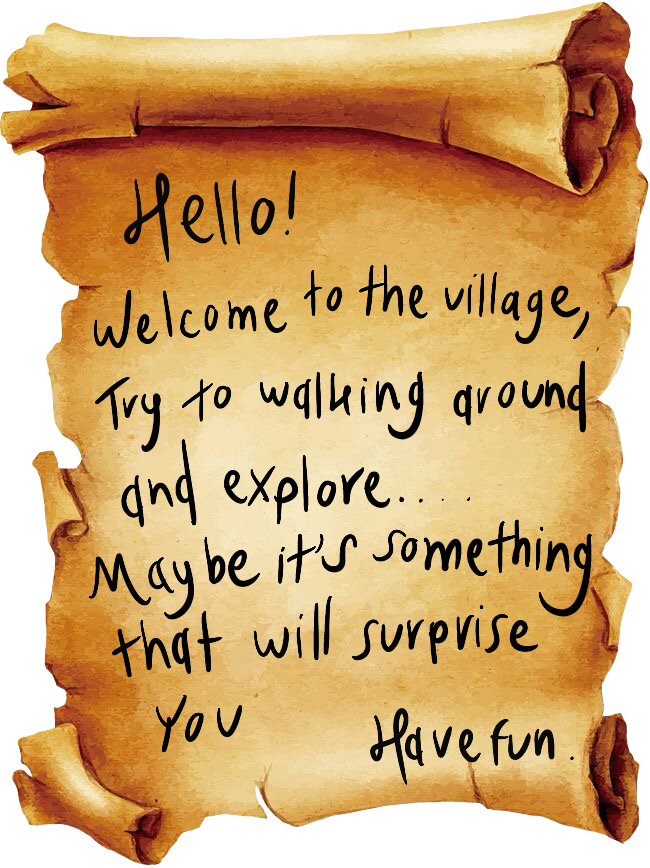 Hello!
Welcome to the village,
Try to walking around
and explore....
Maybe it's something
that will surprise
You
Have fun.